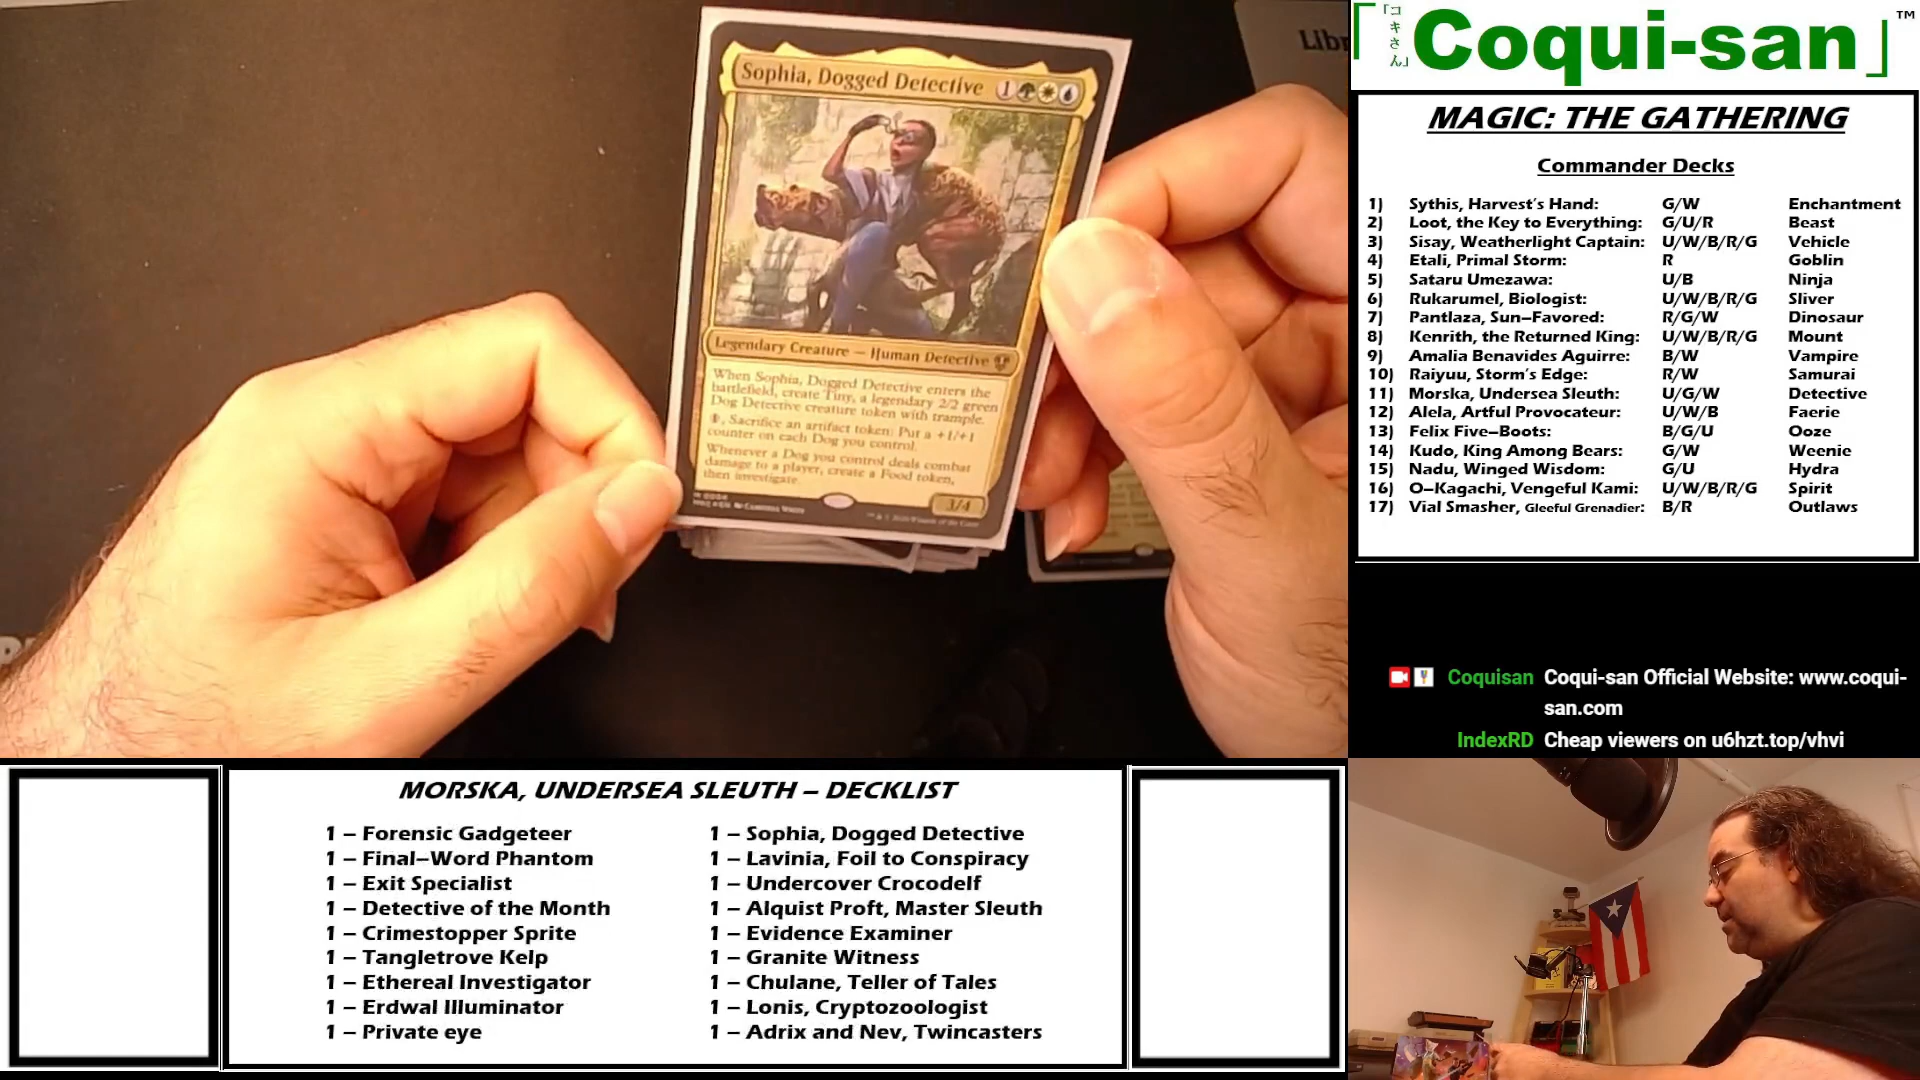 Sophia, Dogged Detective 1
Legendary Creature — Human Detective
When Sophia, Dogged Detective enters the
battlefield, create Tiny, a legendary 2/2 green
Dog Detective creature token with trample.
, Sacrifice an artifact token: Put a +1/+1
counter on each Dog you control.
Whenever a Dog you control deals combat
damage to a player, create a Food token,
then investigate.
3/4
Libr
「コキさん」
「Coqui-san」™
MAGIC: THE GATHERING
Commander Decks
1) Sythis, Harvest's Hand: G/W Enchantment
2) Loot, the Key to Everything: G/U/R Beast
3) Sisay, Weatherlight Captain: U/W/B/R/G Vehicle
4) Etali, Primal Storm: R Goblin
5) Sataru Umezawa: U/B Ninja
6) Rukarumel, Biologist: U/W/B/R/G Sliver
7) Pantlaza, Sun-Favored: R/G/W Dinosaur
8) Kenrith, the Returned King: U/W/B/R/G Mount
9) Amalia Benavides Aguirre: B/W Vampire
10) Raiyuu, Storm's Edge: R/W Samurai
11) Morska, Undersea Sleuth: U/G/W Detective
12) Alela, Artful Provocateur: U/W/B Faerie
13) Felix Five-Boots: B/G/U Ooze
14) Kudo, King Among Bears: G/W Weenie
15) Nadu, Winged Wisdom: G/U Hydra
16) O-Kagachi, Vengeful Kami: U/W/B/R/G Spirit
17) Vial Smasher, Gleeful Grenadier: B/R Outlaws
Coquisan Coqui-san Official Website: www.coqui-
san.com
IndexRD Cheap viewers on u6hzt.top/vhvi
MORSKA, UNDERSEA SLEUTH – DECKLIST
1 – Forensic Gadgeteer
1 – Final-Word Phantom
1 – Exit Specialist
1 – Detective of the Month
1 – Crimestopper Sprite
1 – Tangletrove Kelp
1 – Ethereal Investigator
1 – Erdwal Illuminator
1 – Private eye
1 – Sophia, Dogged Detective
1 – Lavinia, Foil to Conspiracy
1 – Undercover Crocodelf
1 – Alquist Proft, Master Sleuth
1 – Evidence Examiner
1 – Granite Witness
1 – Chulane, Teller of Tales
1 – Lonis, Cryptozoologist
1 – Adrix and Nev, Twincasters